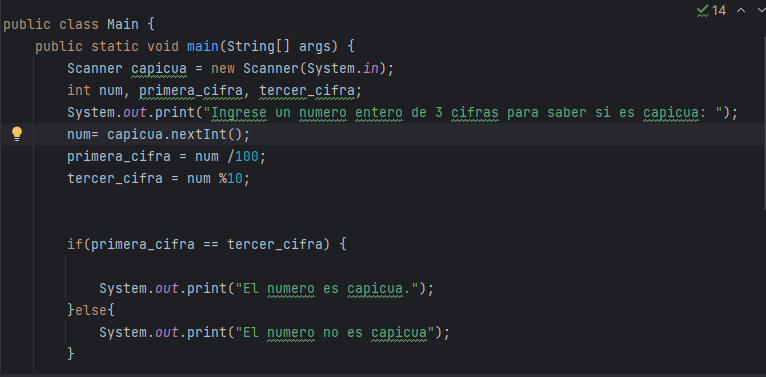 14
public class Main {
public static void main(String[] args) {
Scanner capicua = new Scanner(System.in);
int num, primera_cifra, tercer_cifra;
System.out.print("Ingrese un numero entero de 3 cifras para saber si es capicua: ");
num= capicua.nextInt();
primera_cifra = num /100;
tercer_cifra = num %10;
if(primera_cifra == tercer_cifra) {
System.out.print("El numero es capicua.");
}else{
System.out.print("El numero no es capicua");
}